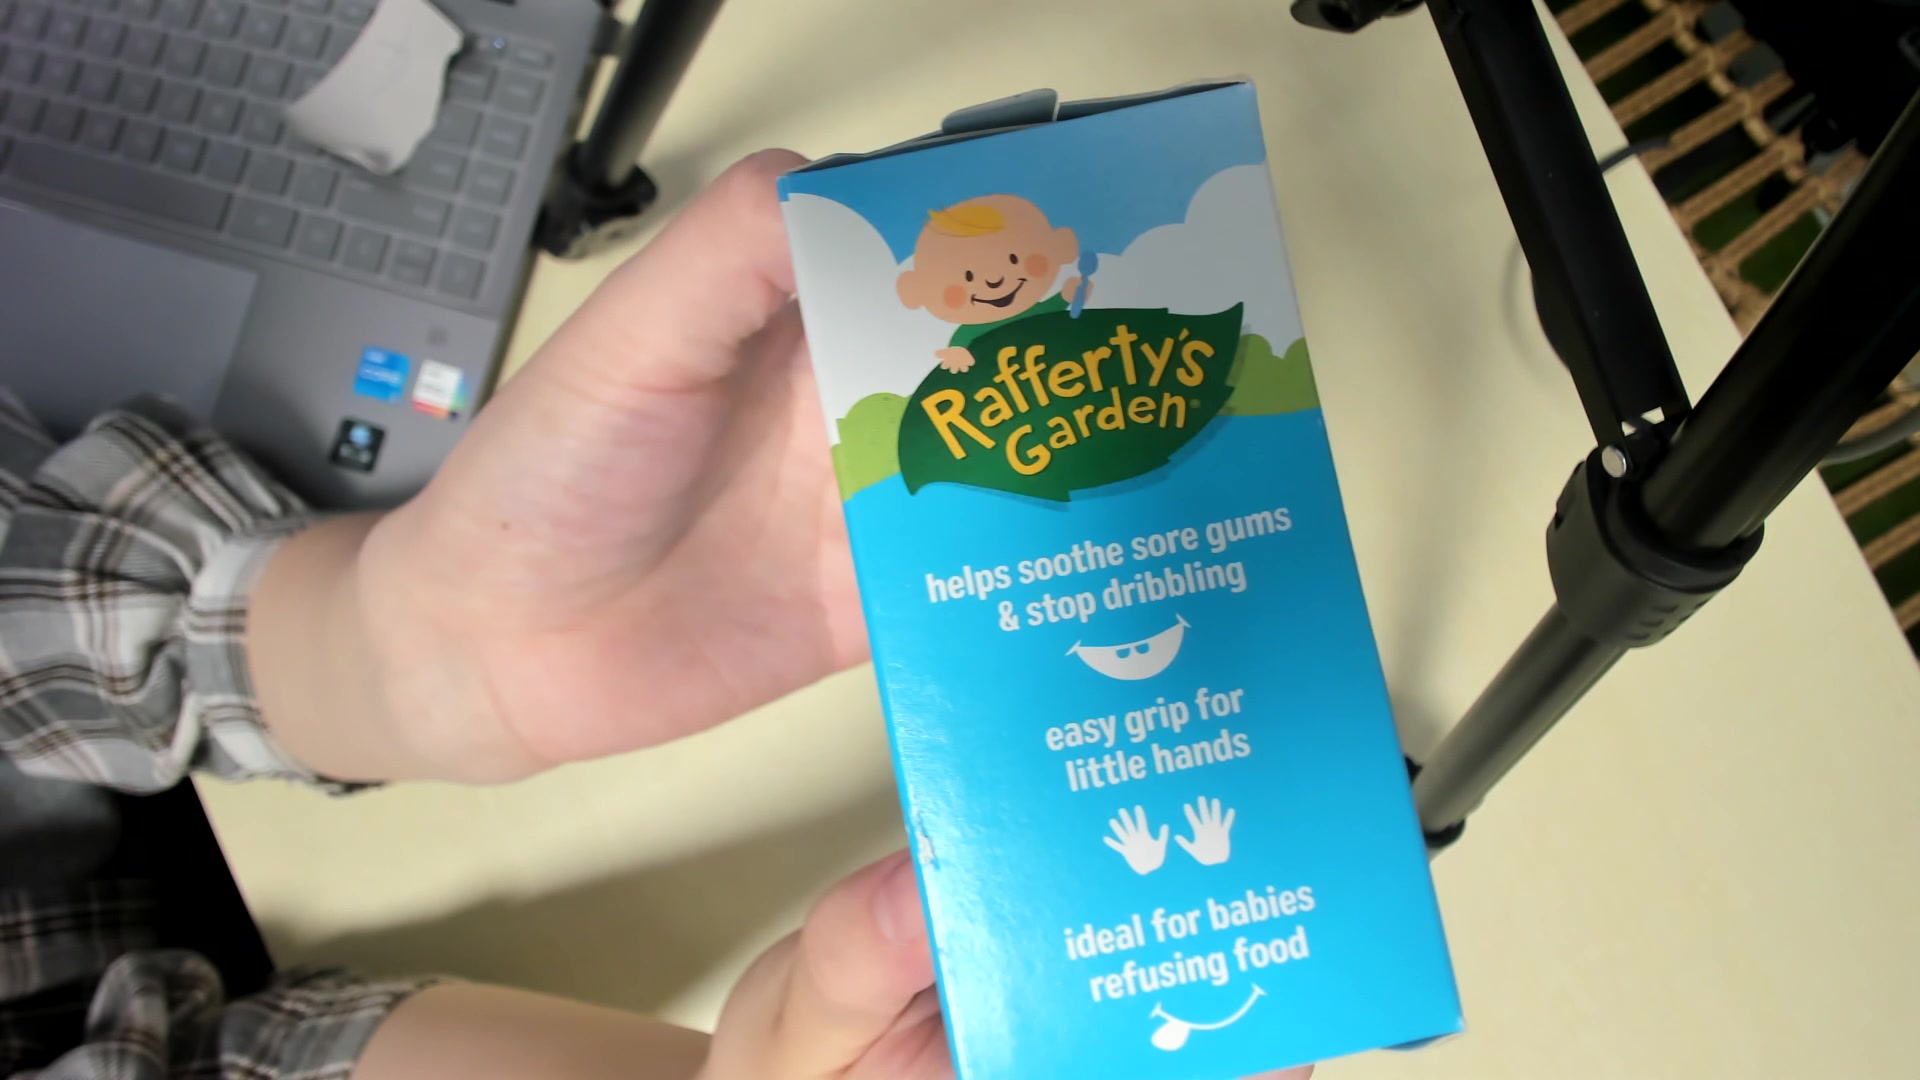 Rafferty's
Garden®
helps soothe sore gums
& stop dribbling
easy grip for
little hands
ideal for babies
refusing food